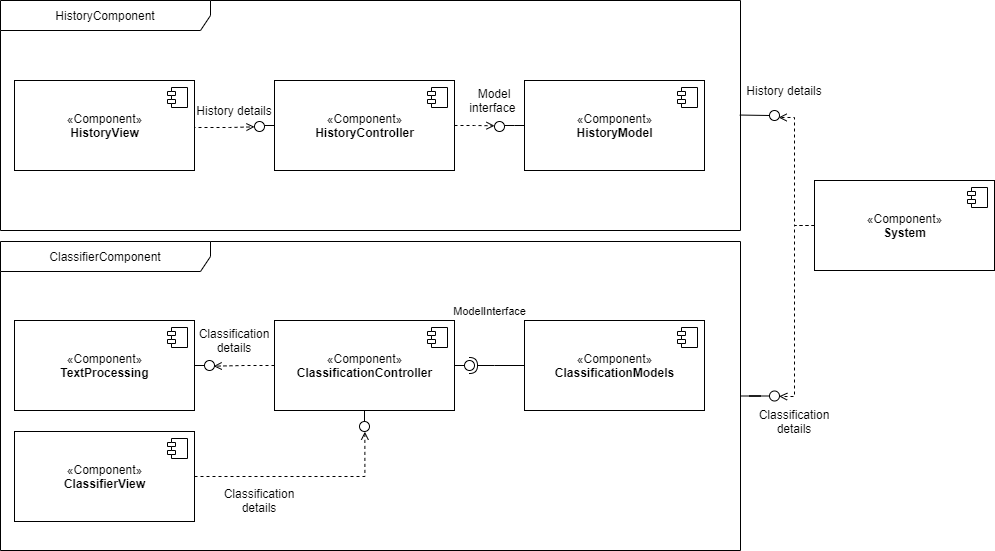 HistoryComponent
«Component»
HistoryView
History details
«Component»
HistoryController
Model
interface
«Component»
HistoryModel
History details
«Component»
System
ClassifierComponent
«Component»
TextProcessing
Classification
details
«Component»
ClassificationController
ModelInterface
«Component»
ClassificationModels
Classification
details
«Component»
ClassifierView
Classification
details